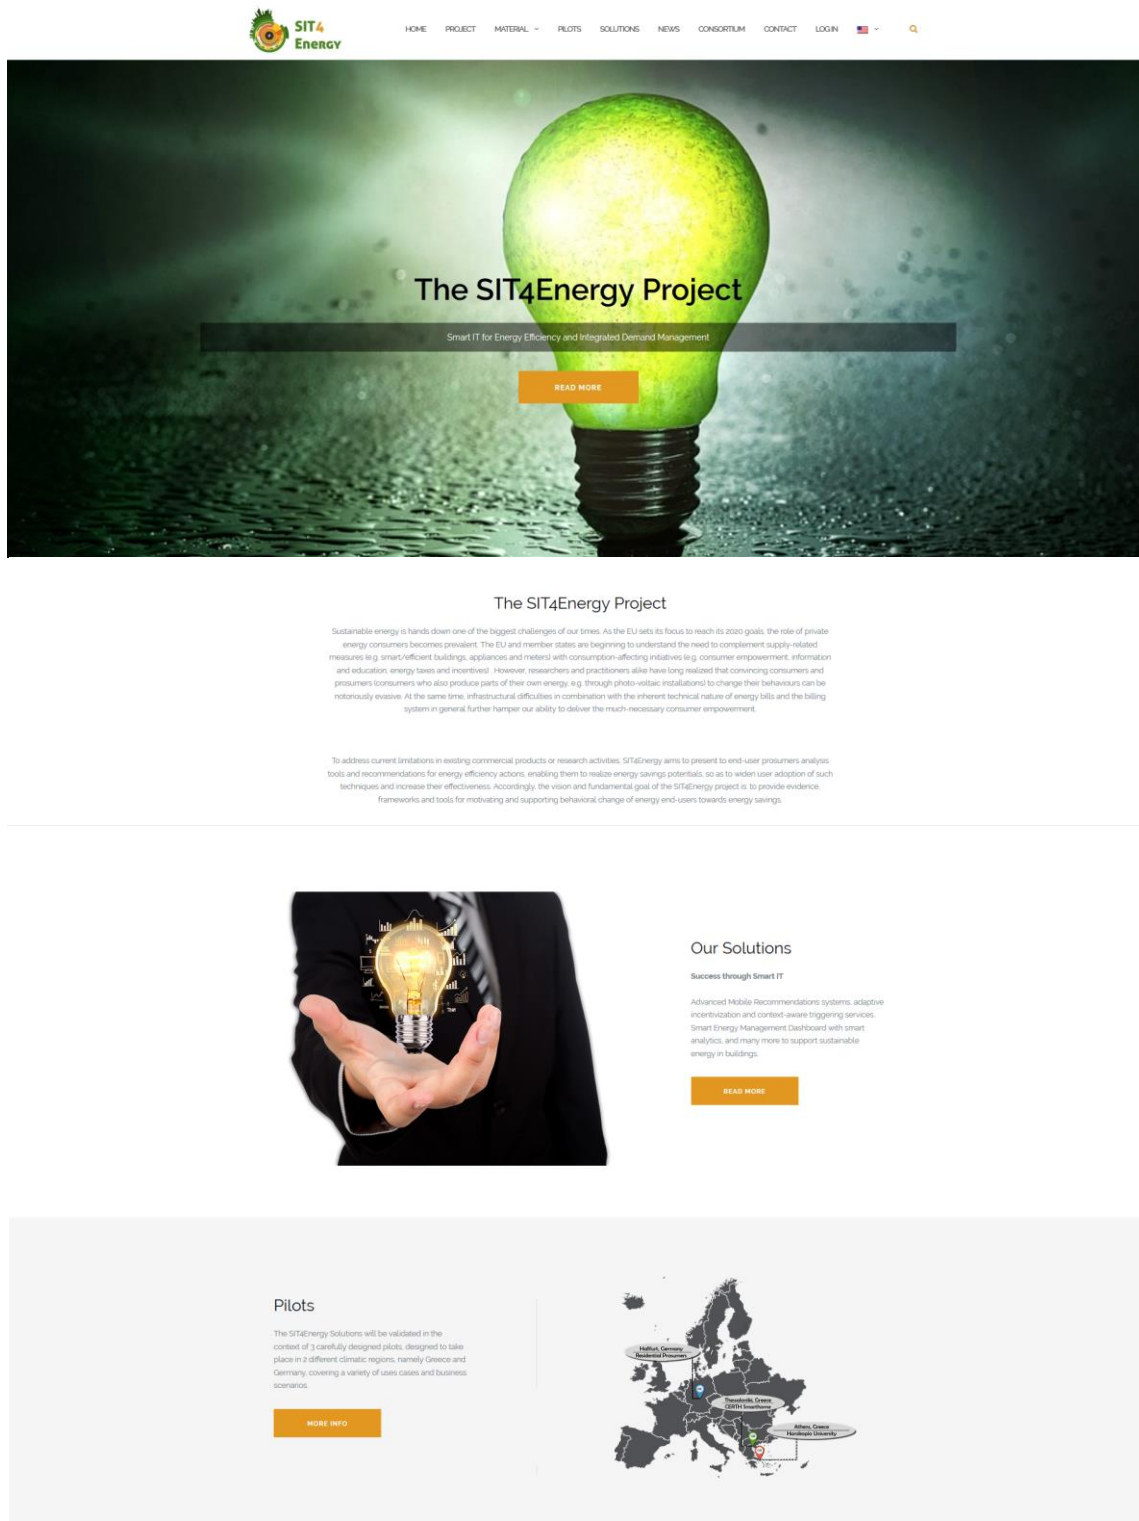 SIT4
Energy
HOME PROJECT MATERIAL PILOTS SOLUTIONS NEWS CONSORTIUM CONTACT LOGIN
The SIT4Energy Project
Smart IT for Energy Efficiency and Integrated Demand Management
READ MORE
The SIT4Energy Project
Sustainable energy is hands down one of the biggest challenges of our times. As the EU sets its focus to reach its 2020 goals, the role of private
energy consumers becomes prevalent. The EU and member states are beginning to understand the need to complement supply-related
measures (e.g. smart/efficient buildings, appliances and meters) with consumption-affecting initiatives (e.g. consumer empowerment, information
and education, energy taxes and incentives). However, researchers and practitioners alike have long realized that convincing consumers and
prosumers (consumers who also produce parts of their own energy, e.g. through photo-voltaic installations) to change their behaviours can be
notoriously evasive. At the same time, infrastructural difficulties in combination with the inherent technical nature of energy bills and the billing
system in general further hamper our ability to deliver the much-necessary consumer empowerment.
To address current limitations in existing commercial products or research activities, SIT4Energy aims to present to end-user prosumers analysis
tools and recommendations for energy efficiency actions, enabling them to realize energy savings potentials, so as to widen user adoption of such
techniques and increase their effectiveness. Accordingly, the vision and fundamental goal of the SIT4Energy project is: to provide evidence,
frameworks and tools for motivating and supporting behavioral change of energy end-users towards energy savings.
Our Solutions
Success through Smart IT
Advanced Mobile Recommendations systems, adaptive
incentivization and context-aware triggering services,
Smart Energy Management Dashboard with smart
analytics, and many more to support sustainable
energy in buildings.
READ MORE
Pilots
The SIT4Energy Solutions will be validated in the
context of 3 carefully designed pilots, designed to take
place in 2 different climatic regions, namely Greece and
Germany, covering a variety of uses cases and business
scenarios.
MORE INFO
Haßfurt, Germany
Residential Prosumers
Thessaloniki, Greece
CERTH Smarthome
Athens, Greece
Harokopio University